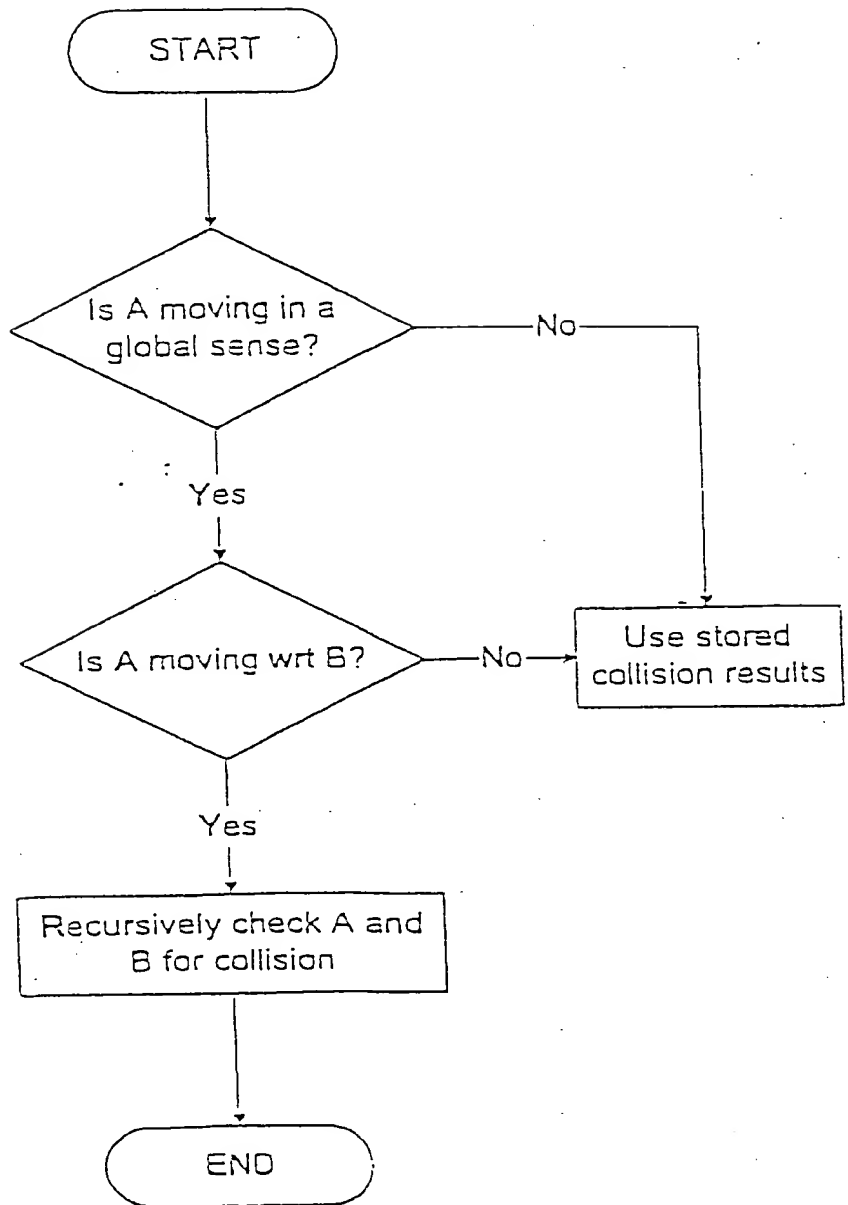 START
Is A moving in a
global sense?
No
Yes
Is A moving wrt B?
No
Use stored
collision results
Yes
Recursively check A and
B for collision
END